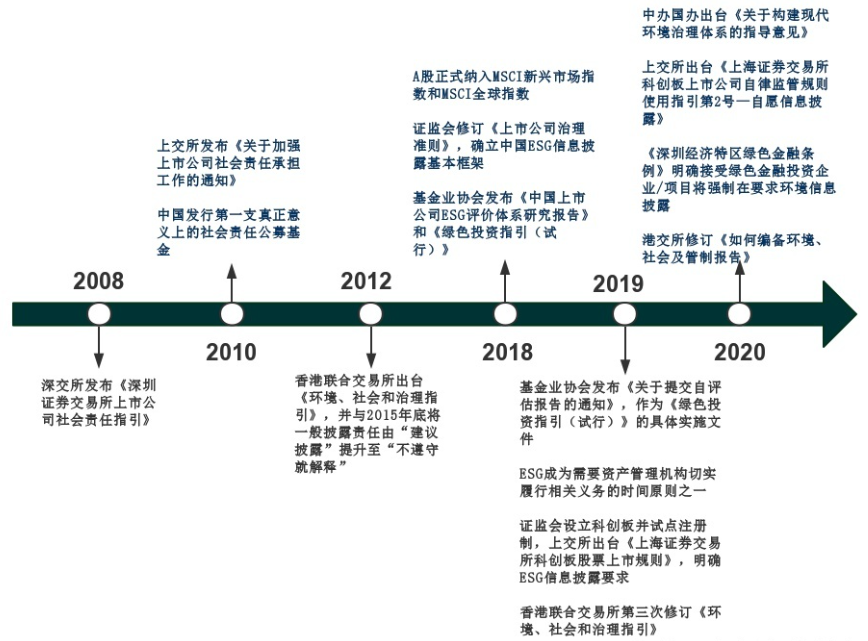 中办国办出台《关于构建现代
环境治理体系的指导意见》
上交所出台《上海证券交易所
科创板上市公司自律监管规则
使用指引第2号—自愿信息披
露》
《深圳经济特区绿色金融条
例》明确接受绿色金融投资企
业/项目将强制在要求环境信息
披露
港交所修订《如何编备环境、
社会及管制报告》
A股正式纳入MSCI新兴市场指
数和MSCI全球指数
证监会修订《上市公司治理
准则》，确立中国ESG信息披
露基本框架
基金业协会发布《中国上市
公司ESG评价体系研究报告》
和《绿色投资指引（试
行）》
上交所发布《关于加强
上市公司社会责任承担
工作的通知》
中国发行第一支真正意
义上的社会责任公募基
金
2008
2012
2019
2010
2018
2020
深交所发布《深圳
证券交易所上市公
司社会责任指引》
香港联合交易所出台
《环境、社会和治理指
引》，并与2015年底将
一般披露责任由“建议
披露”提升至“不遵守
就解释”
基金业协会发布《关于提交自评
估报告的通知》，作为《绿色投
资指引（试行）》的具体实施文
件
ESG成为需要资产管理机构切实
履行相关义务的时间原则之一
证监会设立科创板并试点注册
制，上交所出台《上海证券交易
所科创板股票上市规则》，明确
ESG信息披露要求
香港联合交易所第三次修订《环
境、社会和治理指引》